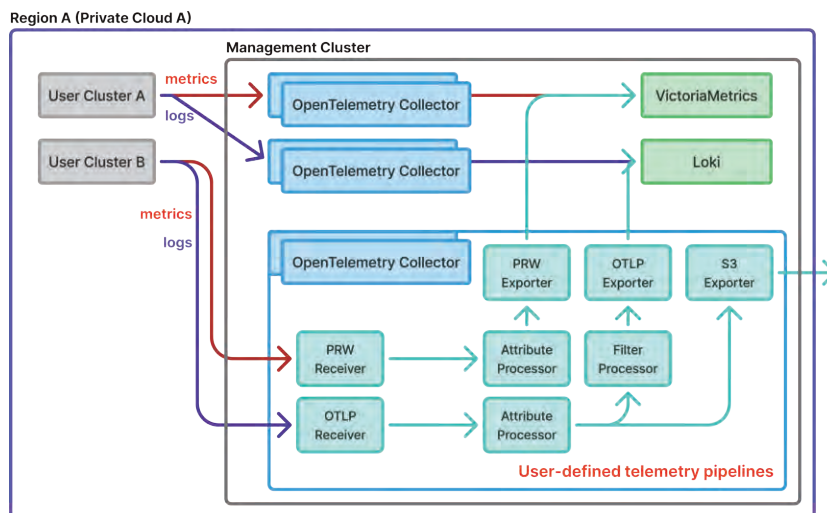 Region A (Private Cloud A)
Management Cluster
User Cluster A
metrics
logs
OpenTelemetry Collector
VictoriaMetrics
User Cluster B
OpenTelemetry Collector
Loki
metrics
logs
OpenTelemetry Collector
PRW
Exporter
OTLP
Exporter
S3
Exporter
PRW
Receiver
Attribute
Processor
Filter
Processor
OTLP
Receiver
Attribute
Processor
User-defined telemetry pipelines